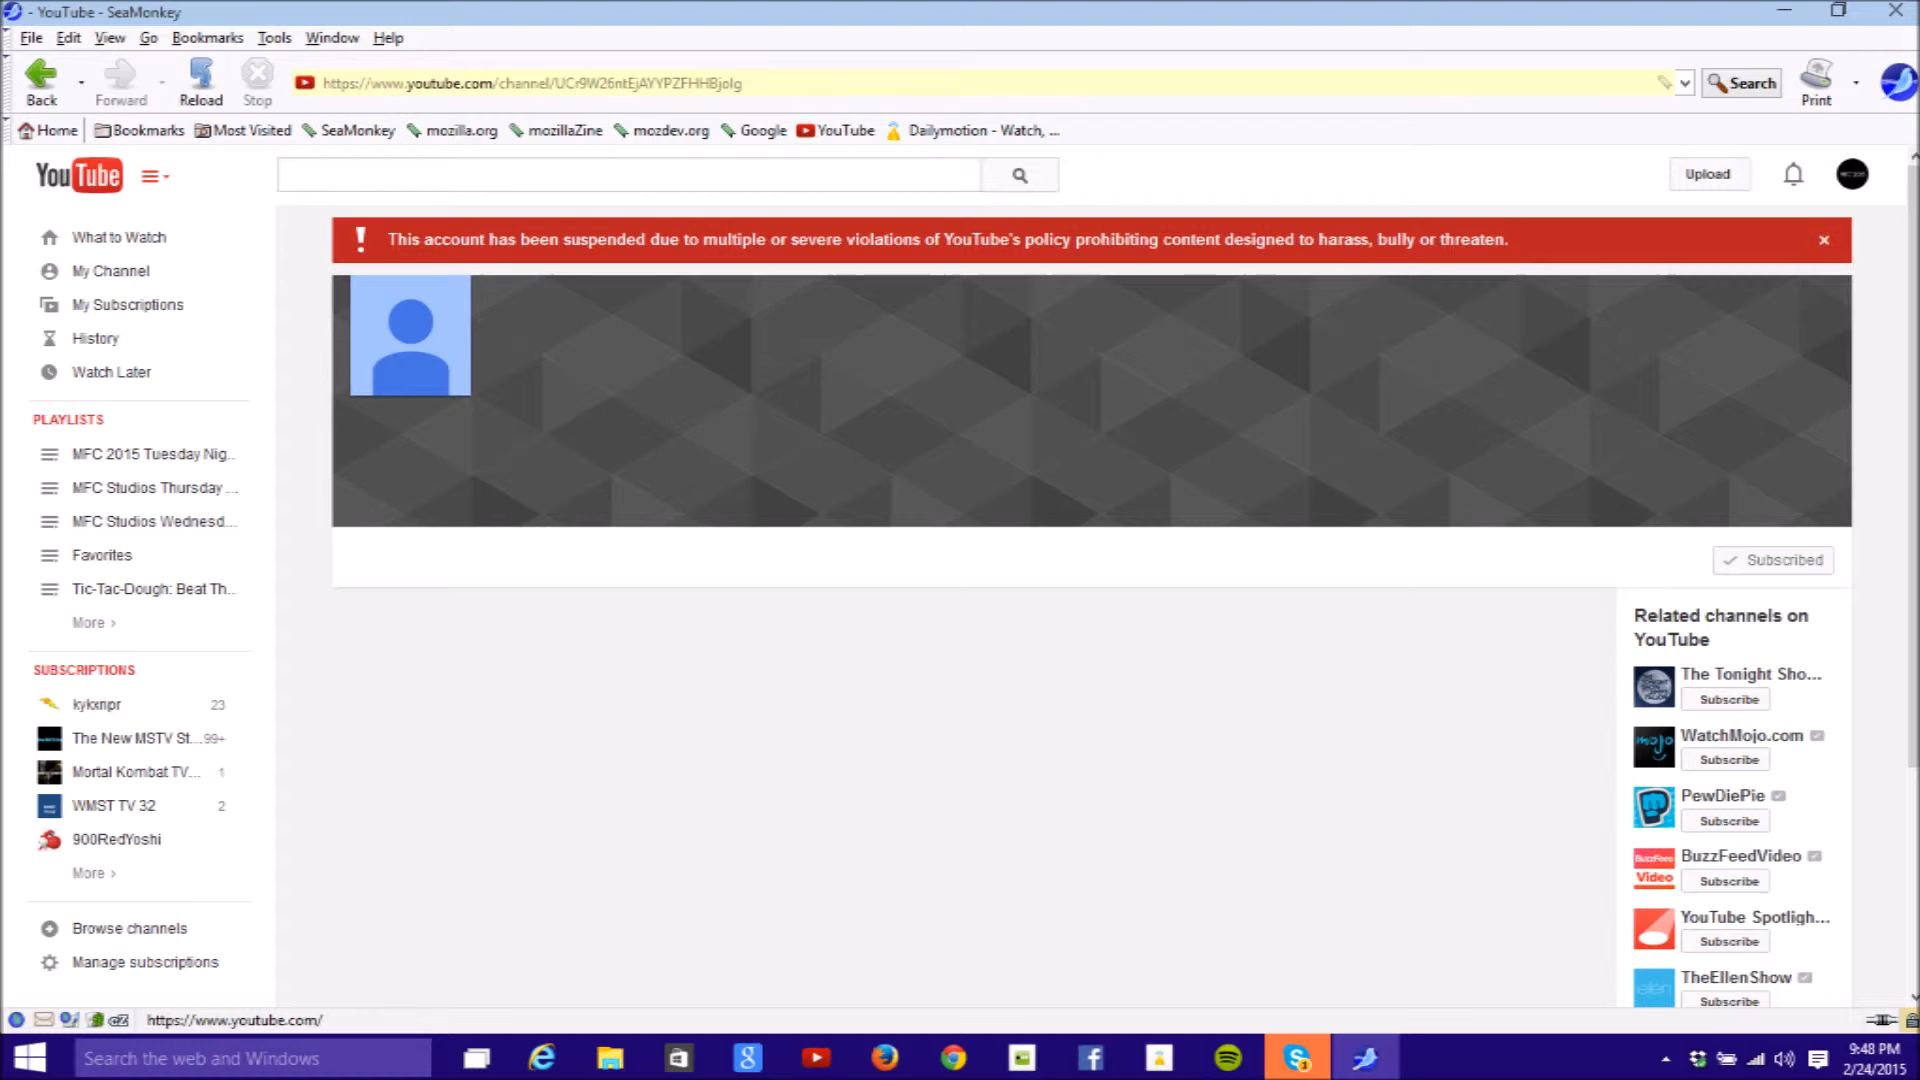 - YouTube - SeaMonkey
File Edit View Go Bookmarks Tools Window Help
Back Forward Reload Stop https://www.youtube.com/channel/UCr9W26ntEjAYYPZFHHBjolg Search Print
Home Bookmarks Most Visited SeaMonkey mozilla.org mozillaZine mozdev.org Google YouTube Dailymotion - Watch, ...
YouTube Upload
What to Watch
My Channel
My Subscriptions
History
Watch Later
PLAYLISTS
MFC 2015 Tuesday Nig...
MFC Studios Thursday ...
MFC Studios Wednesd...
Favorites
Tic-Tac-Dough: Beat Th...
More ›
SUBSCRIPTIONS
kykxnpr 23
The New MSTV St... 99+
Mortal Kombat TV... 1
WMST TV 32 2
900RedYoshi
More ›
Browse channels
Manage subscriptions
This account has been suspended due to multiple or severe violations of YouTube's policy prohibiting content designed to harass, bully or threaten.
Subscribed
Related channels on
YouTube
The Tonight Sho...
Subscribe
mojo
WatchMojo.com
Subscribe
PewDiePie
Subscribe
BuzzFeed
Video
BuzzFeedVideo
Subscribe
YouTube Spotligh...
Subscribe
ellen
TheEllenShow
Subscribe
https://www.youtube.com/
Search the web and Windows
9:48 PM
2/24/2015